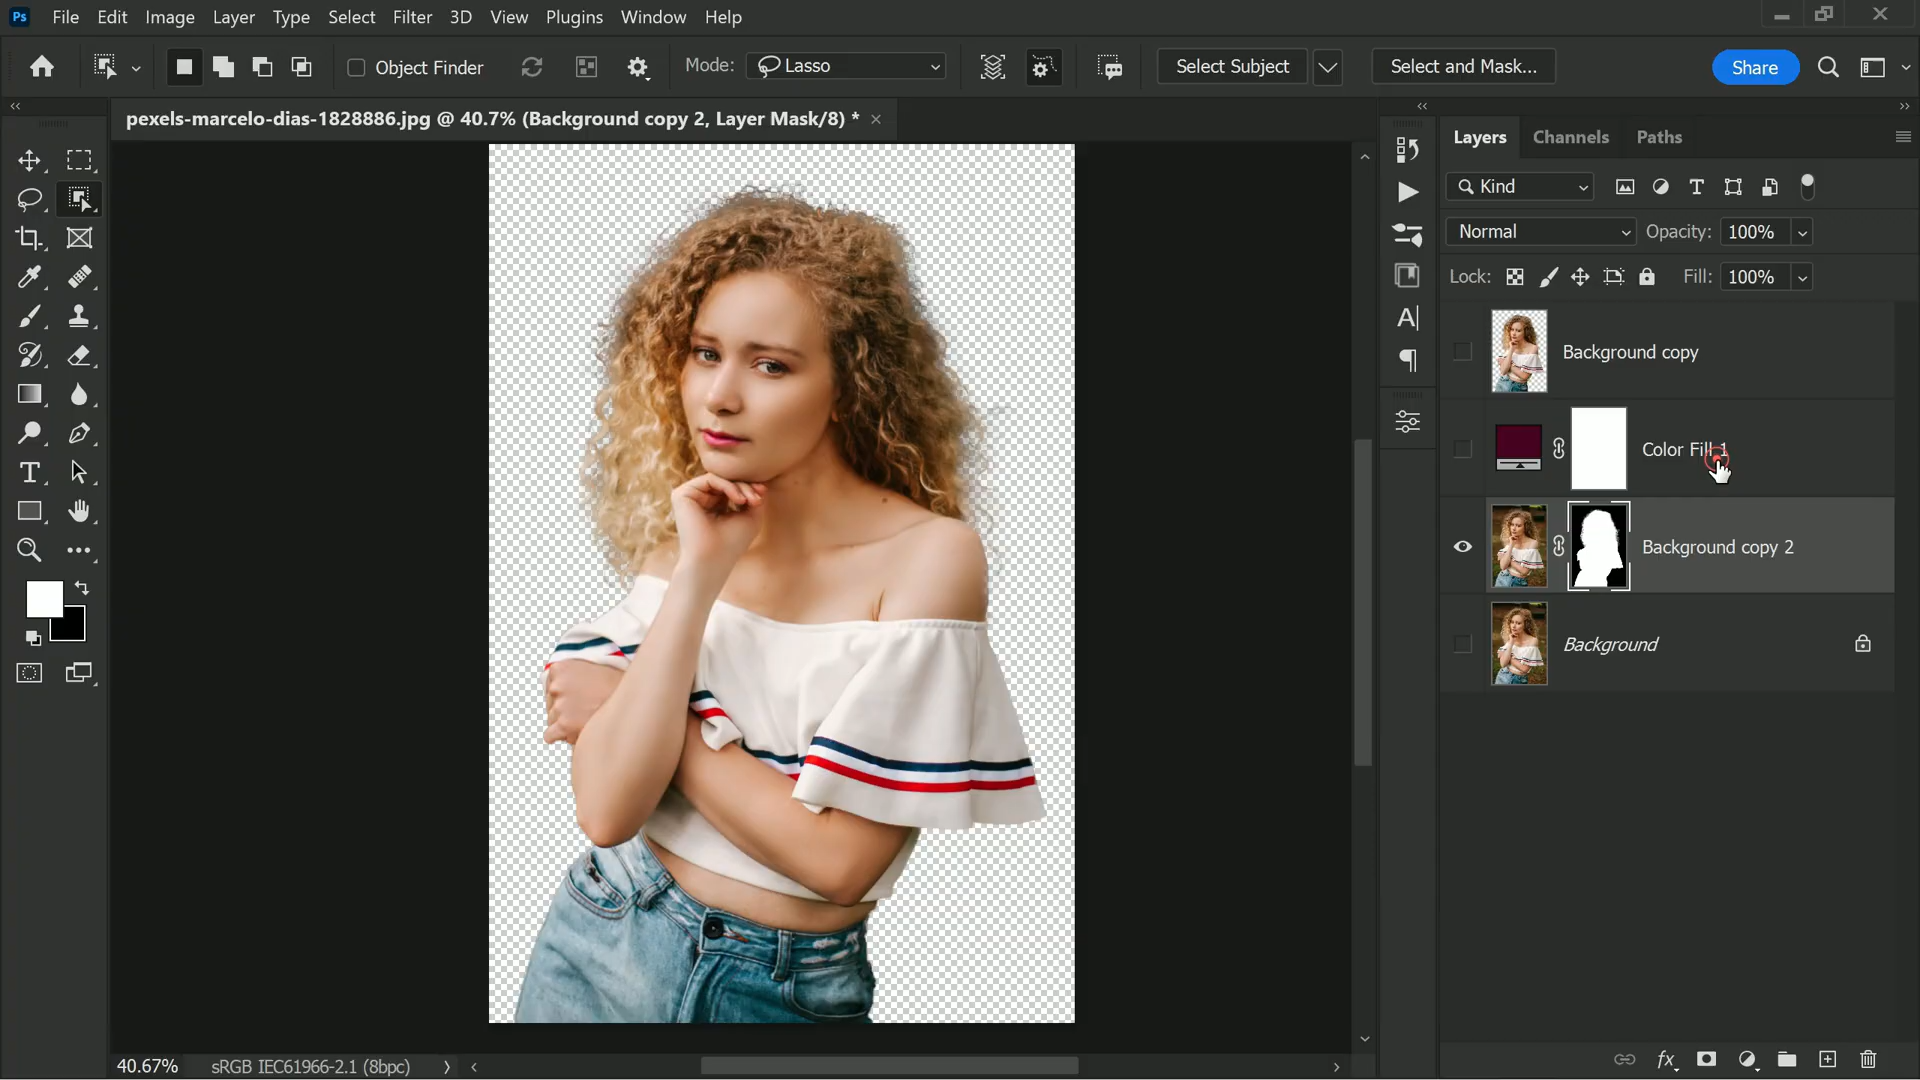 Ps File Edit Image Layer Type Select Filter 3D View Plugins Window Help
Object Finder Mode: Lasso Select Subject Select and Mask... Share
pexels-marcelo-dias-1828886.jpg @ 40.7% (Background copy 2, Layer Mask/8) *
Layers Channels Paths
Kind
Normal Opacity: 100%
Lock: Fill: 100%
Background copy
Color Fill 1
Background copy 2
Background
40.67% sRGB IEC61966-2.1 (8bpc)